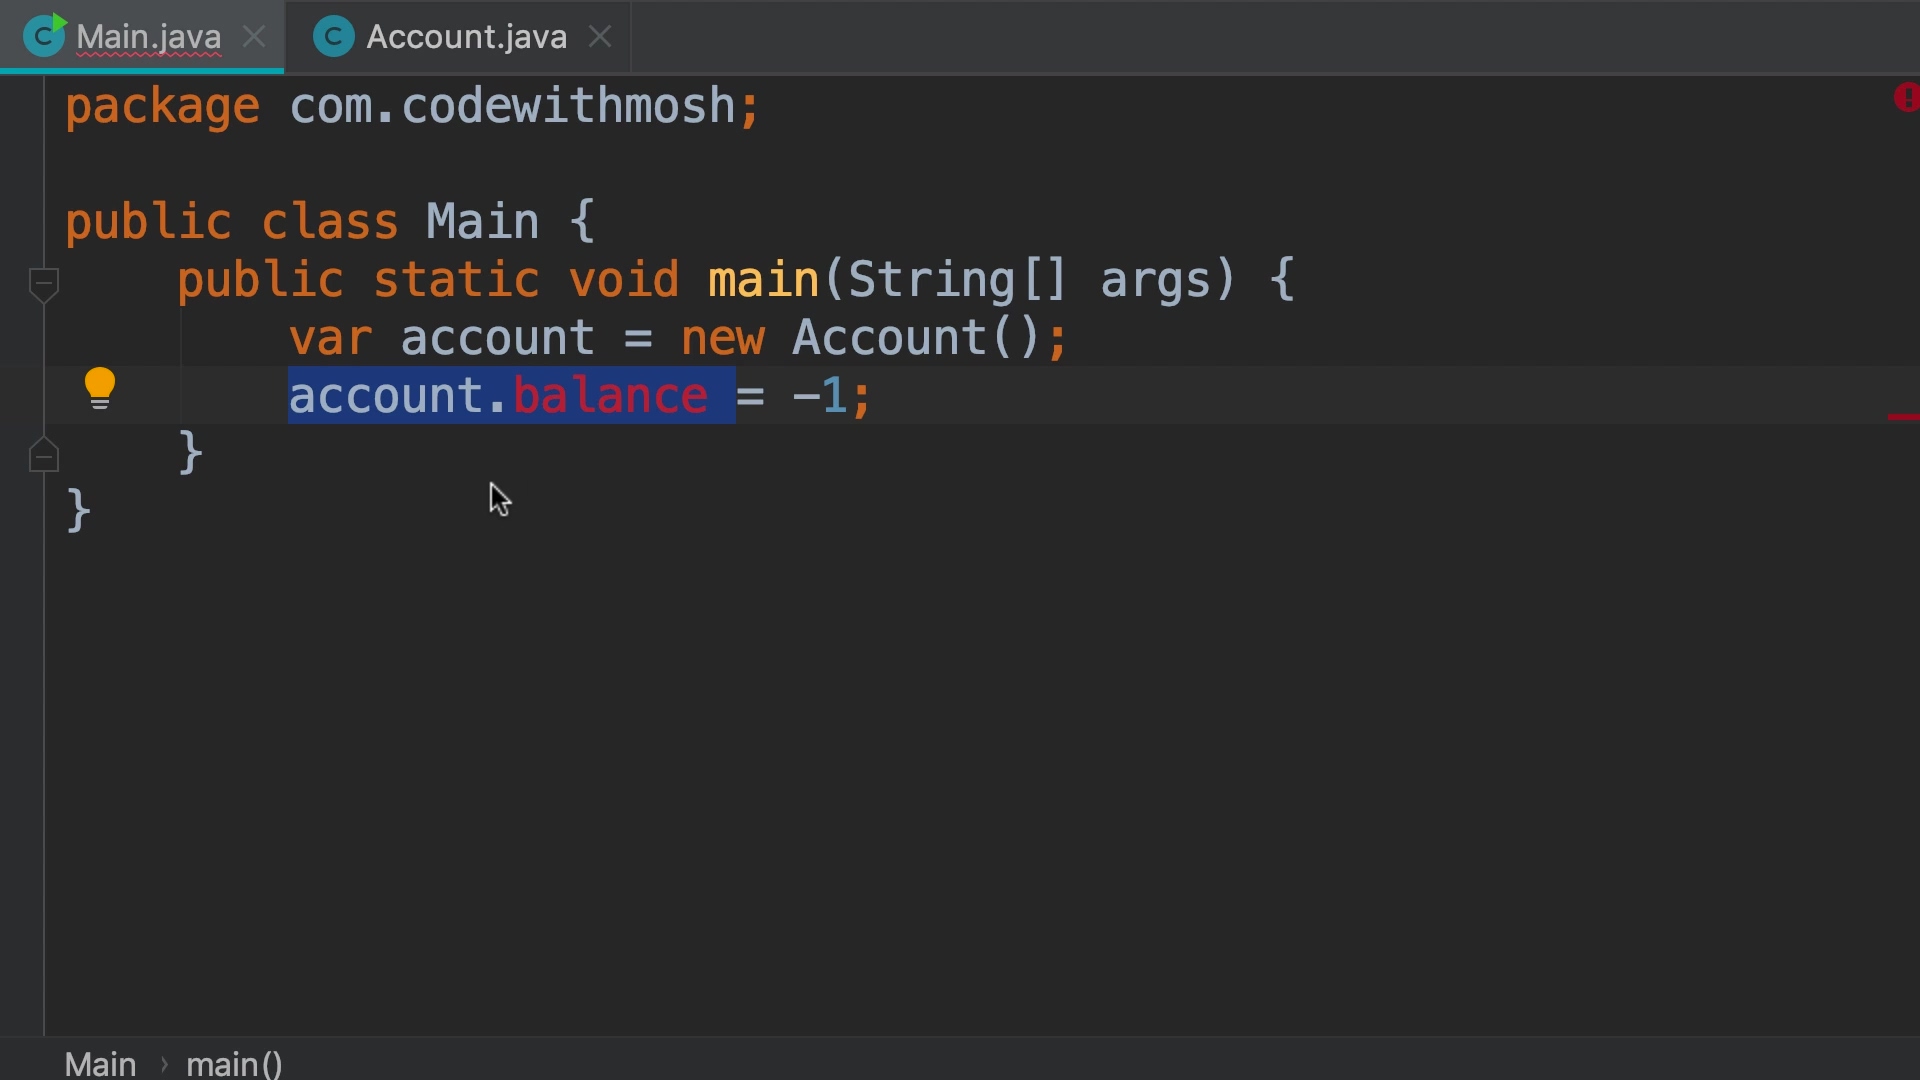 Main.java Account.java
package com.codewithmosh;
public class Main {
public static void main(String[] args) {
var account = new Account();
account.balance = -1;
}
}
Main › main()